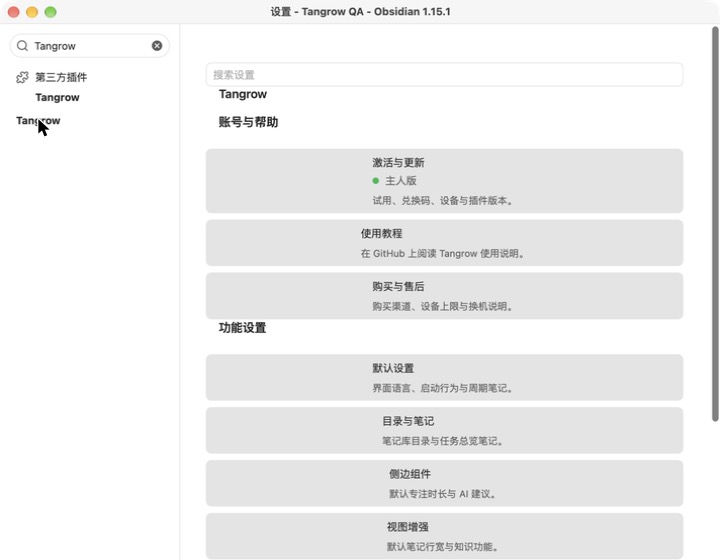 设置 - Tangrow QA - Obsidian 1.15.1
Tangrow
第三方插件
Tangrow
Tangrow
搜索设置
Tangrow
账号与帮助
激活与更新
主人版
试用、兑换码、设备与插件版本。
使用教程
在 GitHub 上阅读 Tangrow 使用说明。
购买与售后
购买渠道、设备上限与换机说明。
功能设置
默认设置
界面语言、启动行为与周期笔记。
目录与笔记
笔记库目录与任务总览笔记。
侧边组件
默认专注时长与 AI 建议。
视图增强
默认笔记行宽与知识功能。